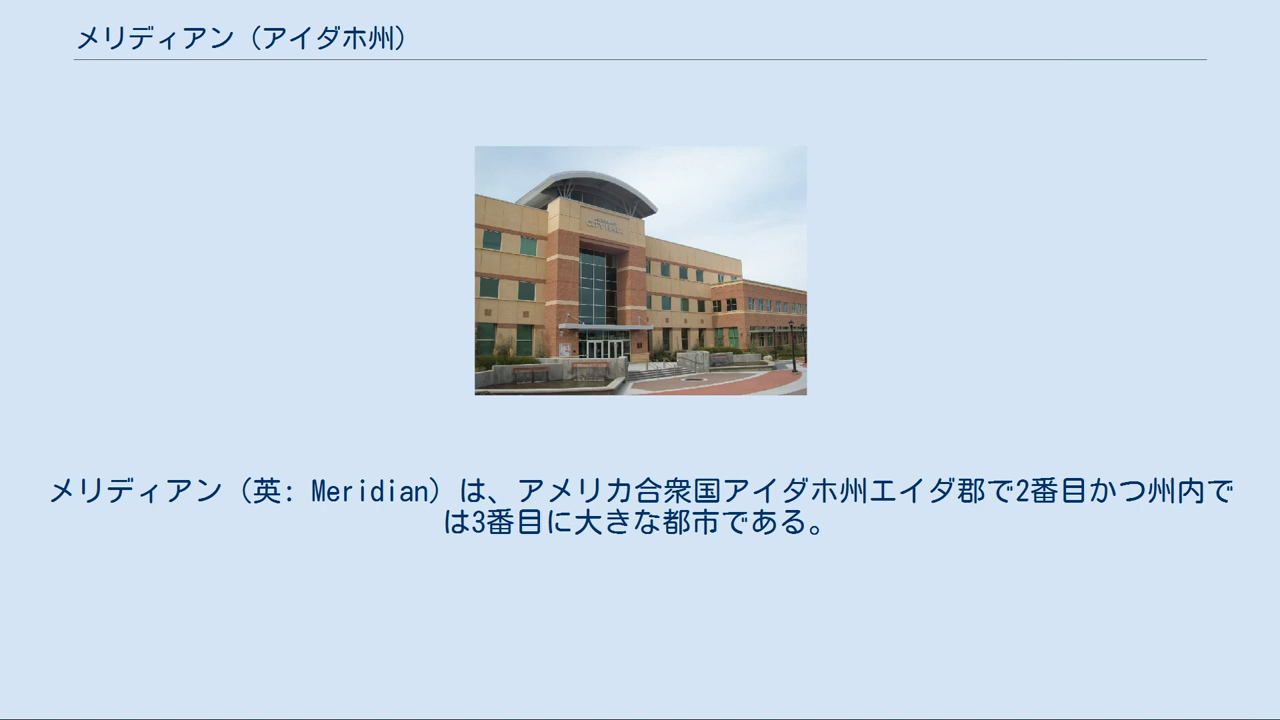 メリディアン（アイダホ州）
メリディアン（英: Meridian）は、アメリカ合衆国アイダホ州エイダ郡で2番目かつ州内で
は3番目に大きな都市である。